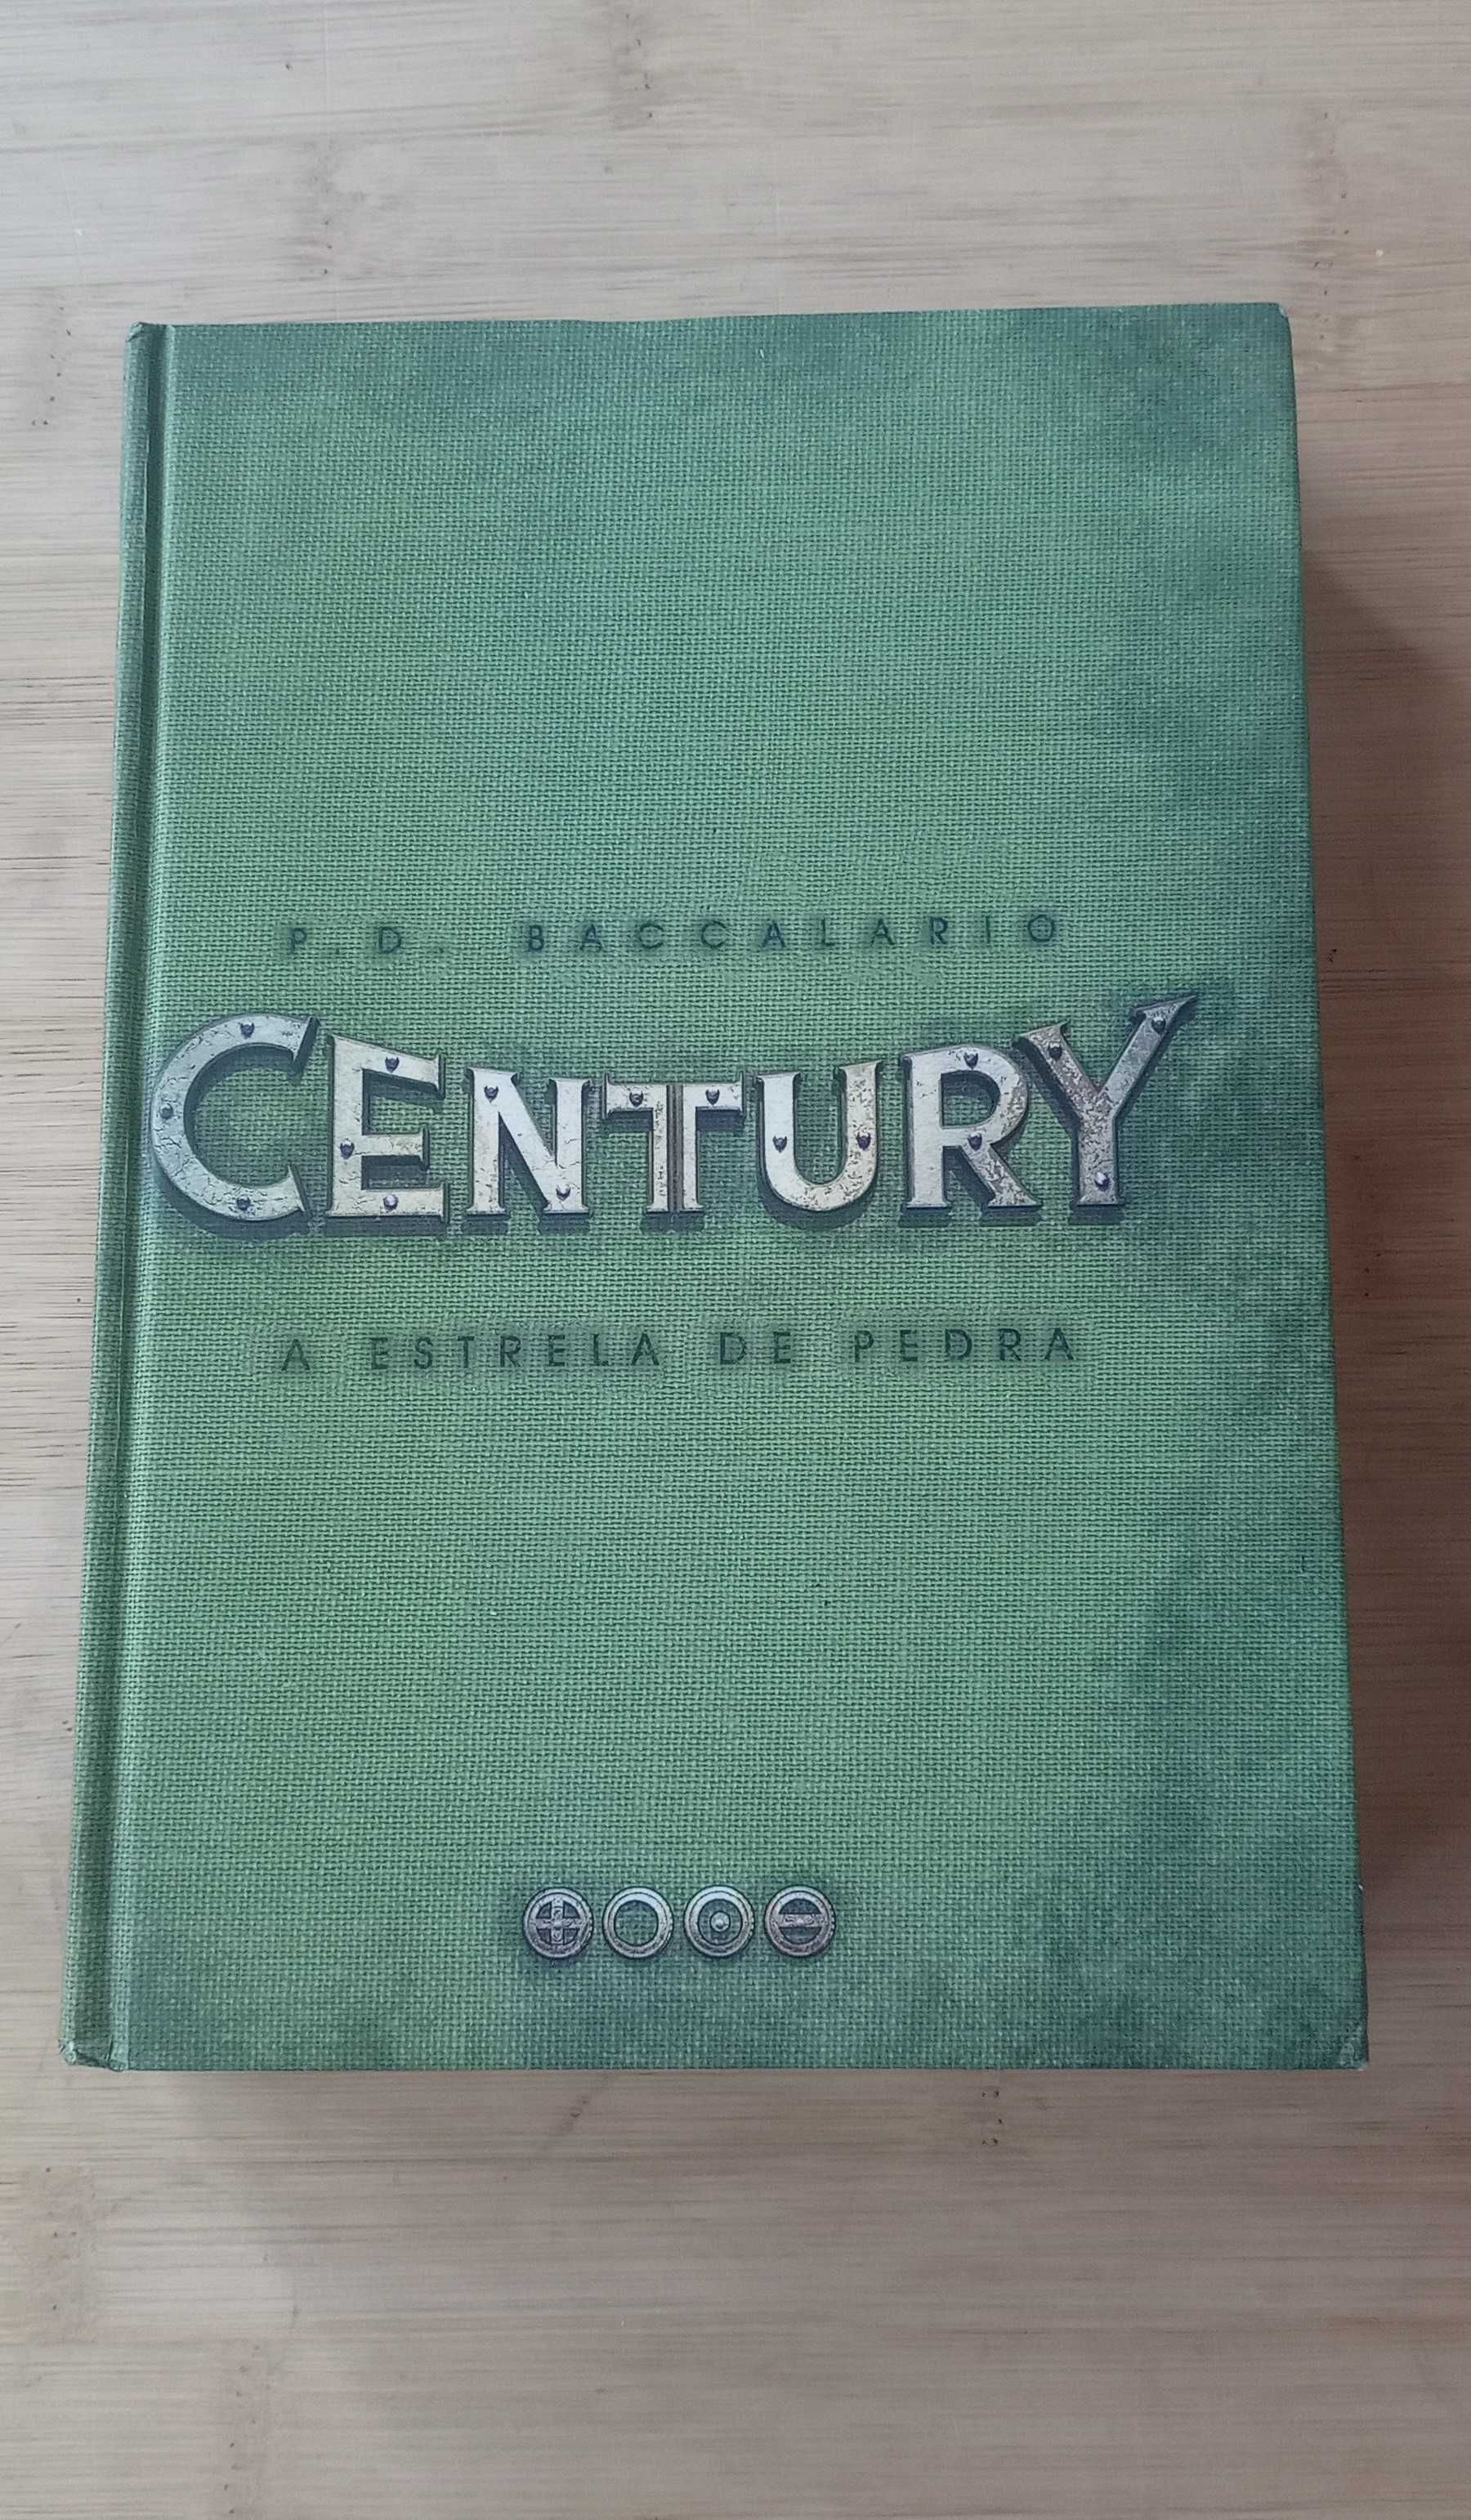 P. D. BACCALARIO
CENTURY
A ESTRELA DE PEDRA